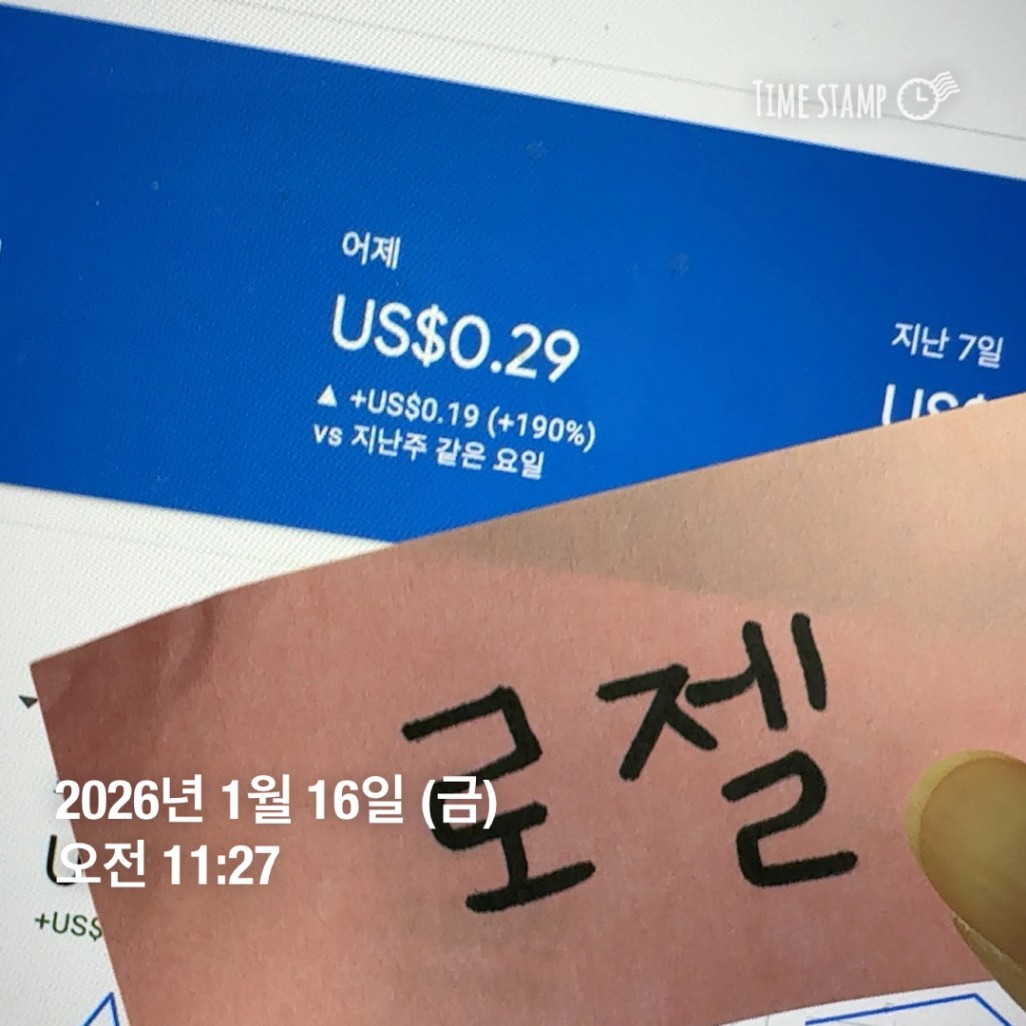 TIME STAMP
어제
US$0.29
▲ +US$0.19 (+190%)
vs 지난주 같은 요일
지난 7일
로젤
2026년 1월 16일 (금)
오전 11:27
+US$